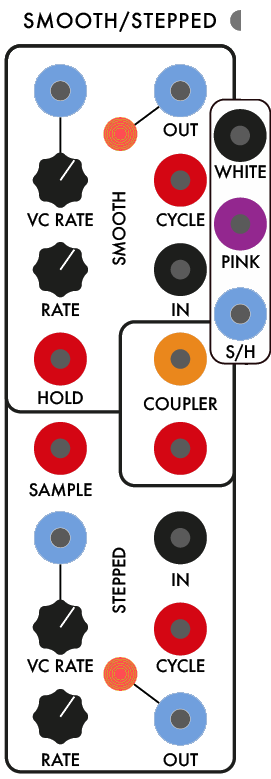 SMOOTH/STEPPED
OUT
WHITE
VC RATE
CYCLE
SMOOTH
PINK
RATE
IN
S/H
HOLD
COUPLER
SAMPLE
STEPPED
IN
VC RATE
CYCLE
RATE
OUT